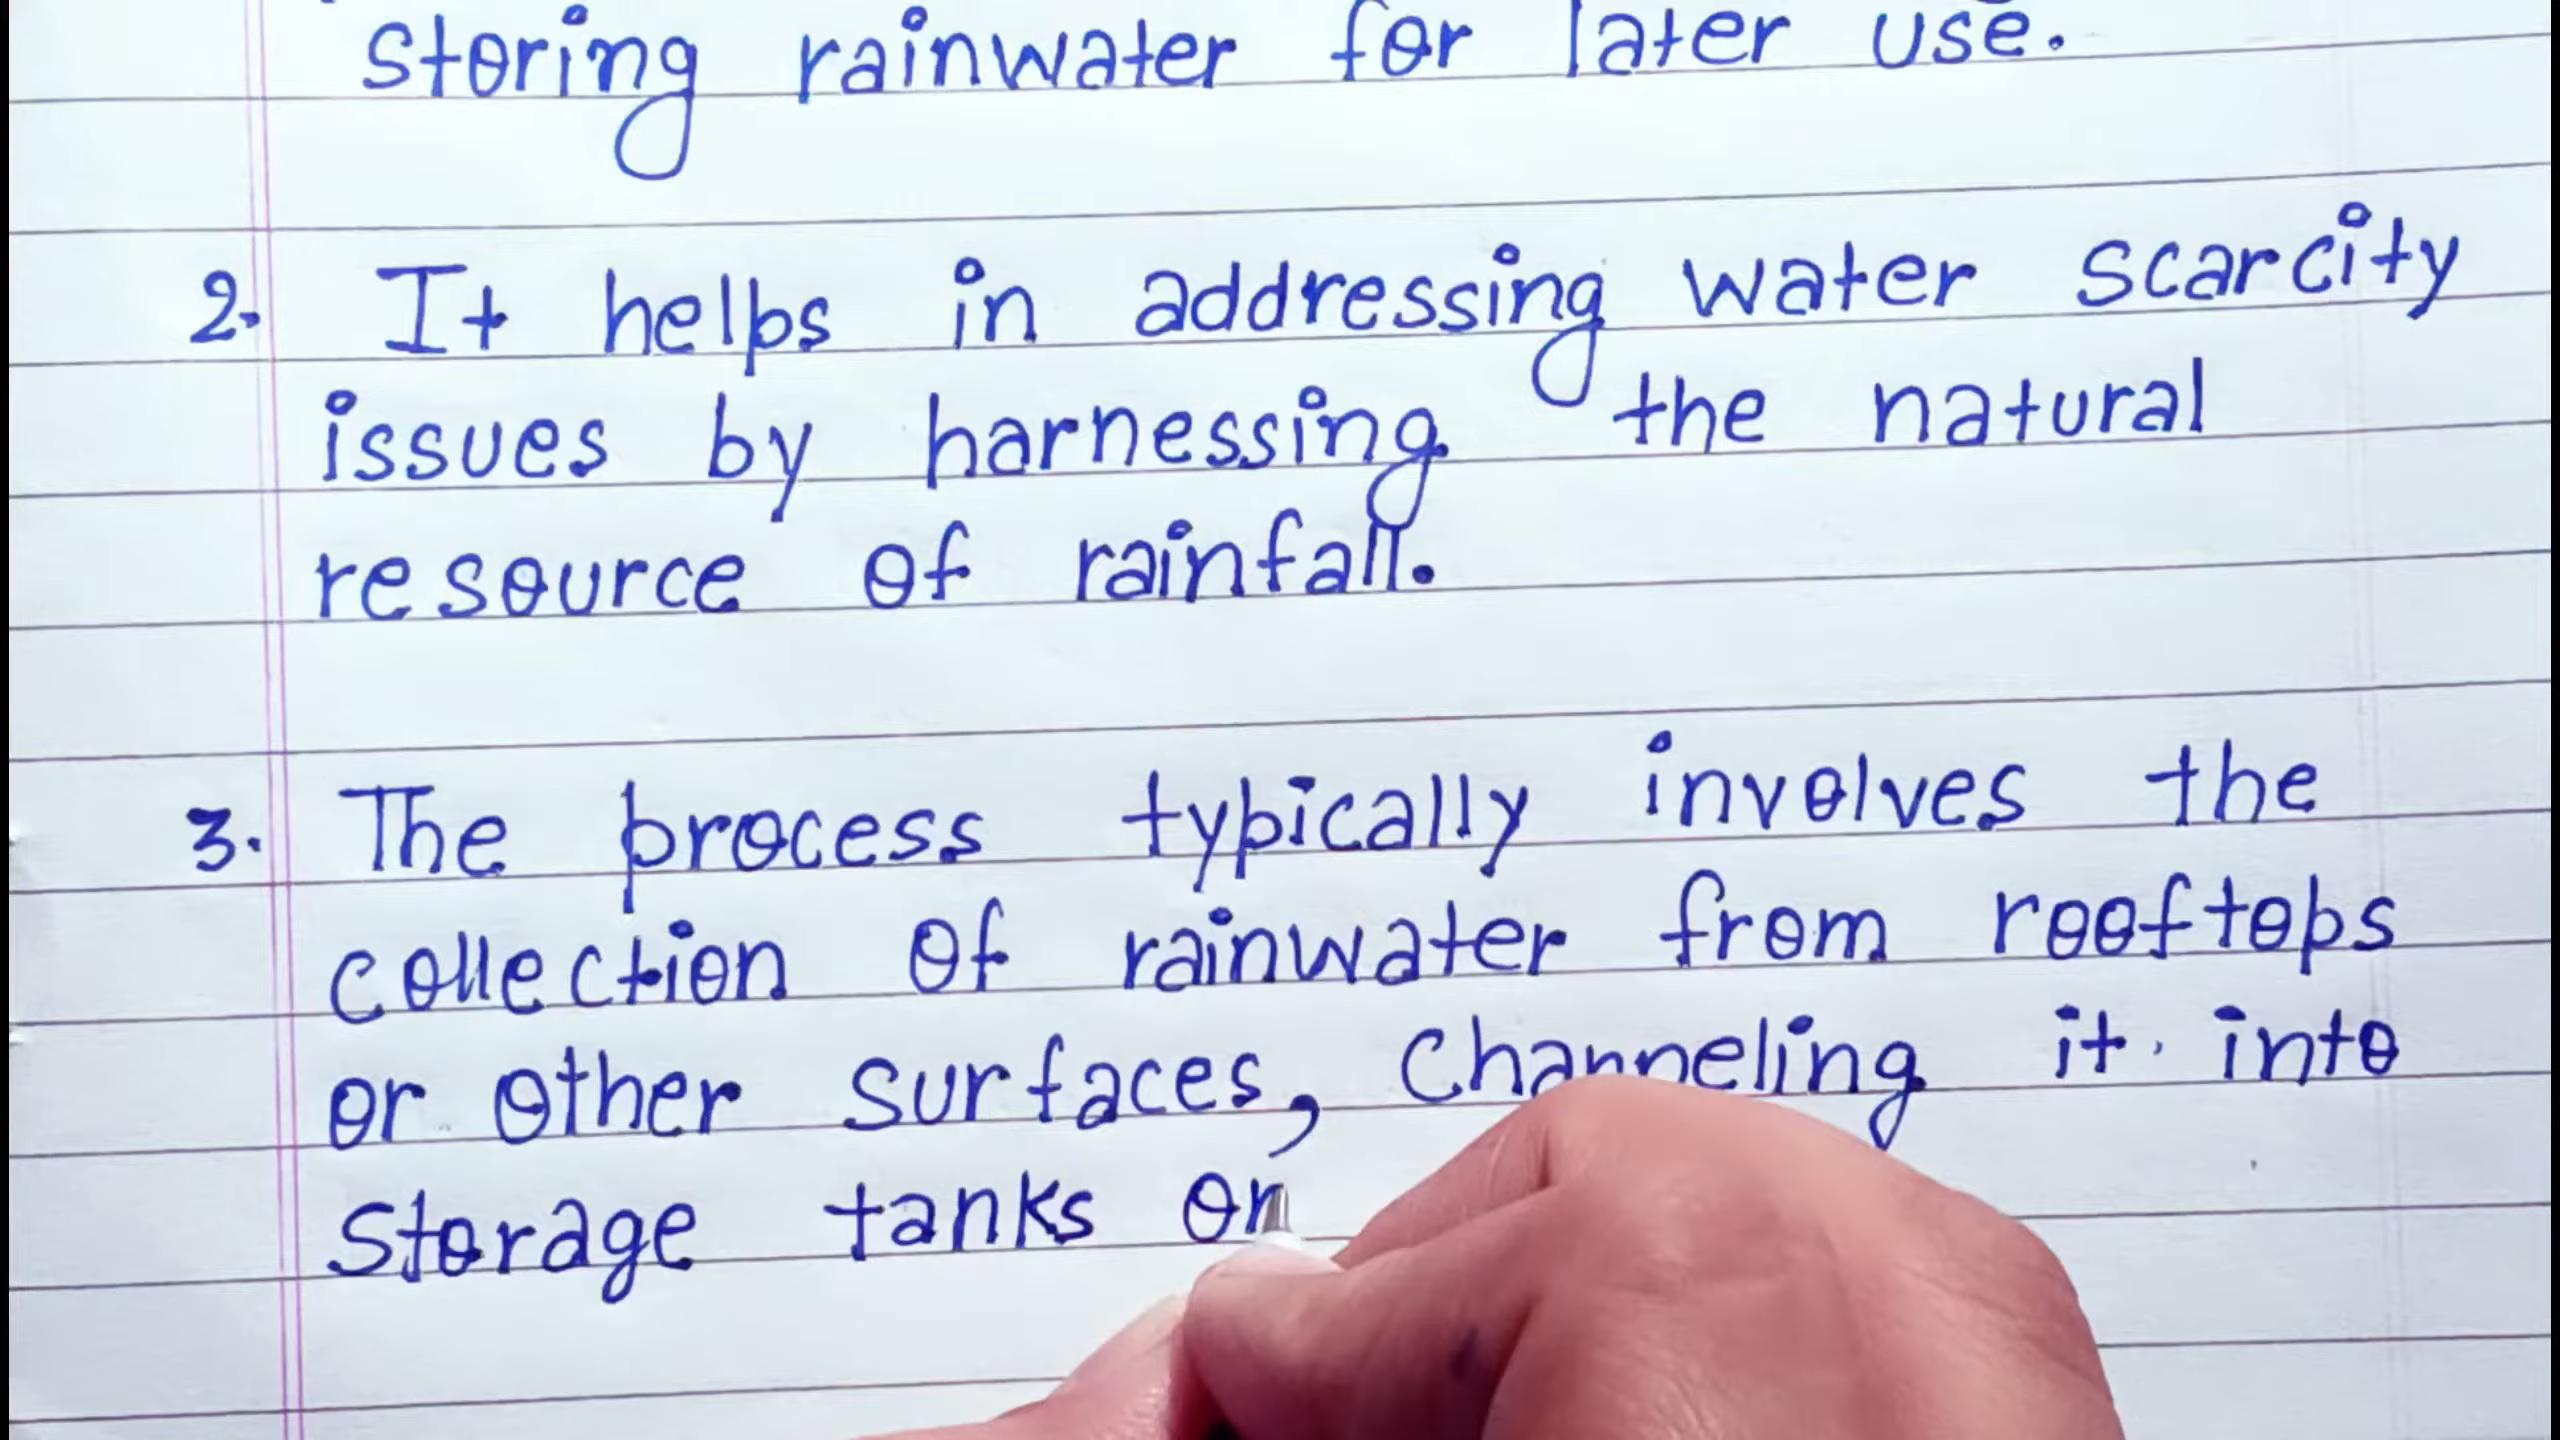 storing rainwater for later use.
2. It helps in addressing water scarcity
issues by harnessing the natural
resource of rainfall.
3. The process typically involves the
collection of rainwater from rooftops
or other surfaces, channeling it into
storage tanks or